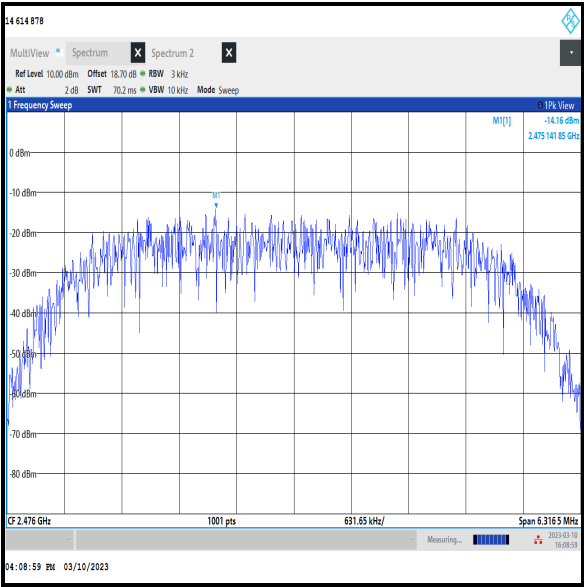 14 614 878
MultiView Spectrum X Spectrum 2 X
Ref Level 10.00 dBm Offset 18.70 dB RBW 3 kHz
Att 2 dB SWT 70.2 ms VBW 10 kHz Mode Sweep
1 Frequency Sweep 1Pk View
M1[1] -14.16 dBm
2.475 141 85 GHz
0 dBm
-10 dBm
M1
-20 dBm
-30 dBm
-40 dBm
-50 dBm
-60 dBm
-70 dBm
-80 dBm
CF 2.476 GHz 1001 pts 631.65 kHz/ Span 6.3165 MHz
Measuring... 2023-03-10
16:08:59
04:08:59 PM 03/10/2023